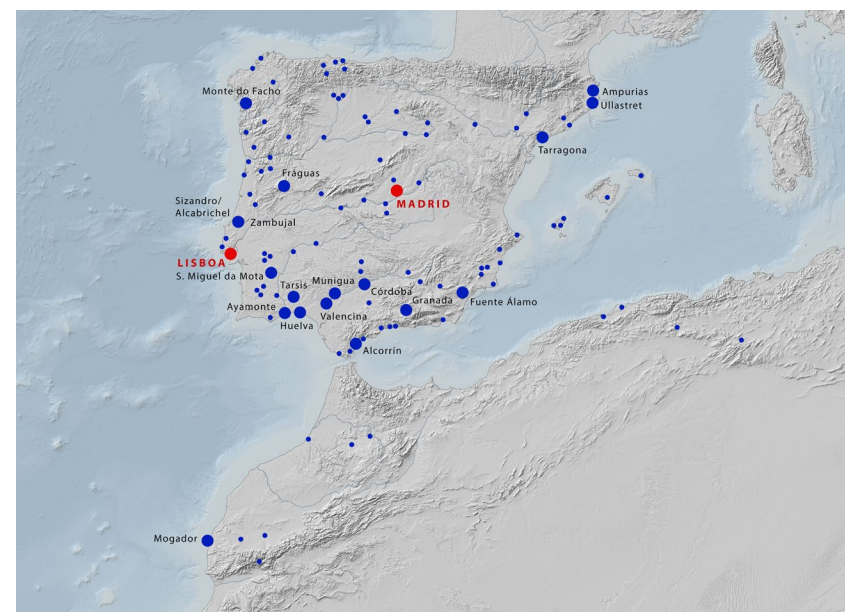 Monte do Facho
Ampurias
Ullastret
Tarragona
Fráguas
MADRID
Sizandro/
Alcabrichel
Zambujal
LISBOA
S. Miguel da Mota
Tarsis
Munigua
Córdoba
Ayamonte
Huelva
Valencina
Granada
Fuente Álamo
Alcorrín
Mogador